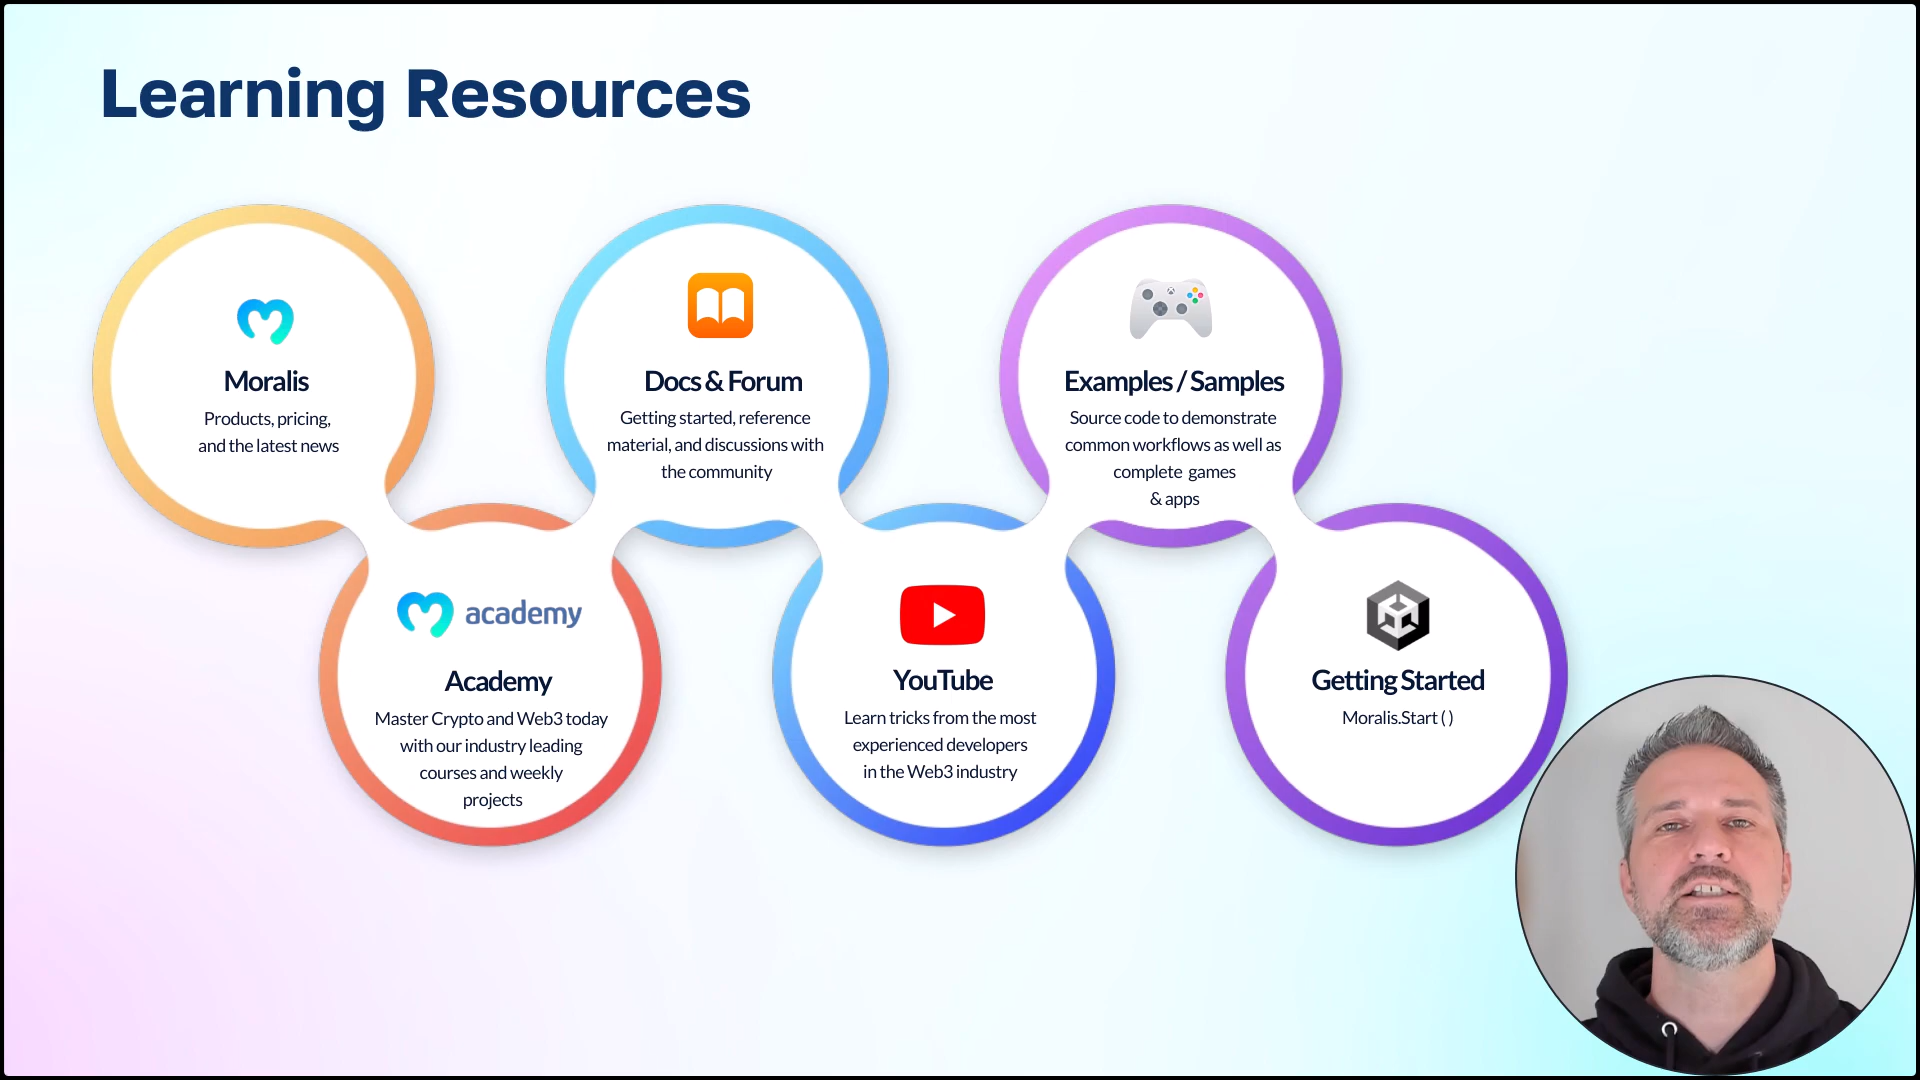 Learning Resources
Moralis
Products, pricing,
and the latest news
Docs & Forum
Getting started, reference
material, and discussions with
the community
Examples / Samples
Source code to demonstrate
common workflows as well as
complete games
& apps
academy
Academy
Master Crypto and Web3 today
with our industry leading
courses and weekly
projects
YouTube
Learn tricks from the most
experienced developers
in the Web3 industry
Getting Started
Moralis.Start ( )